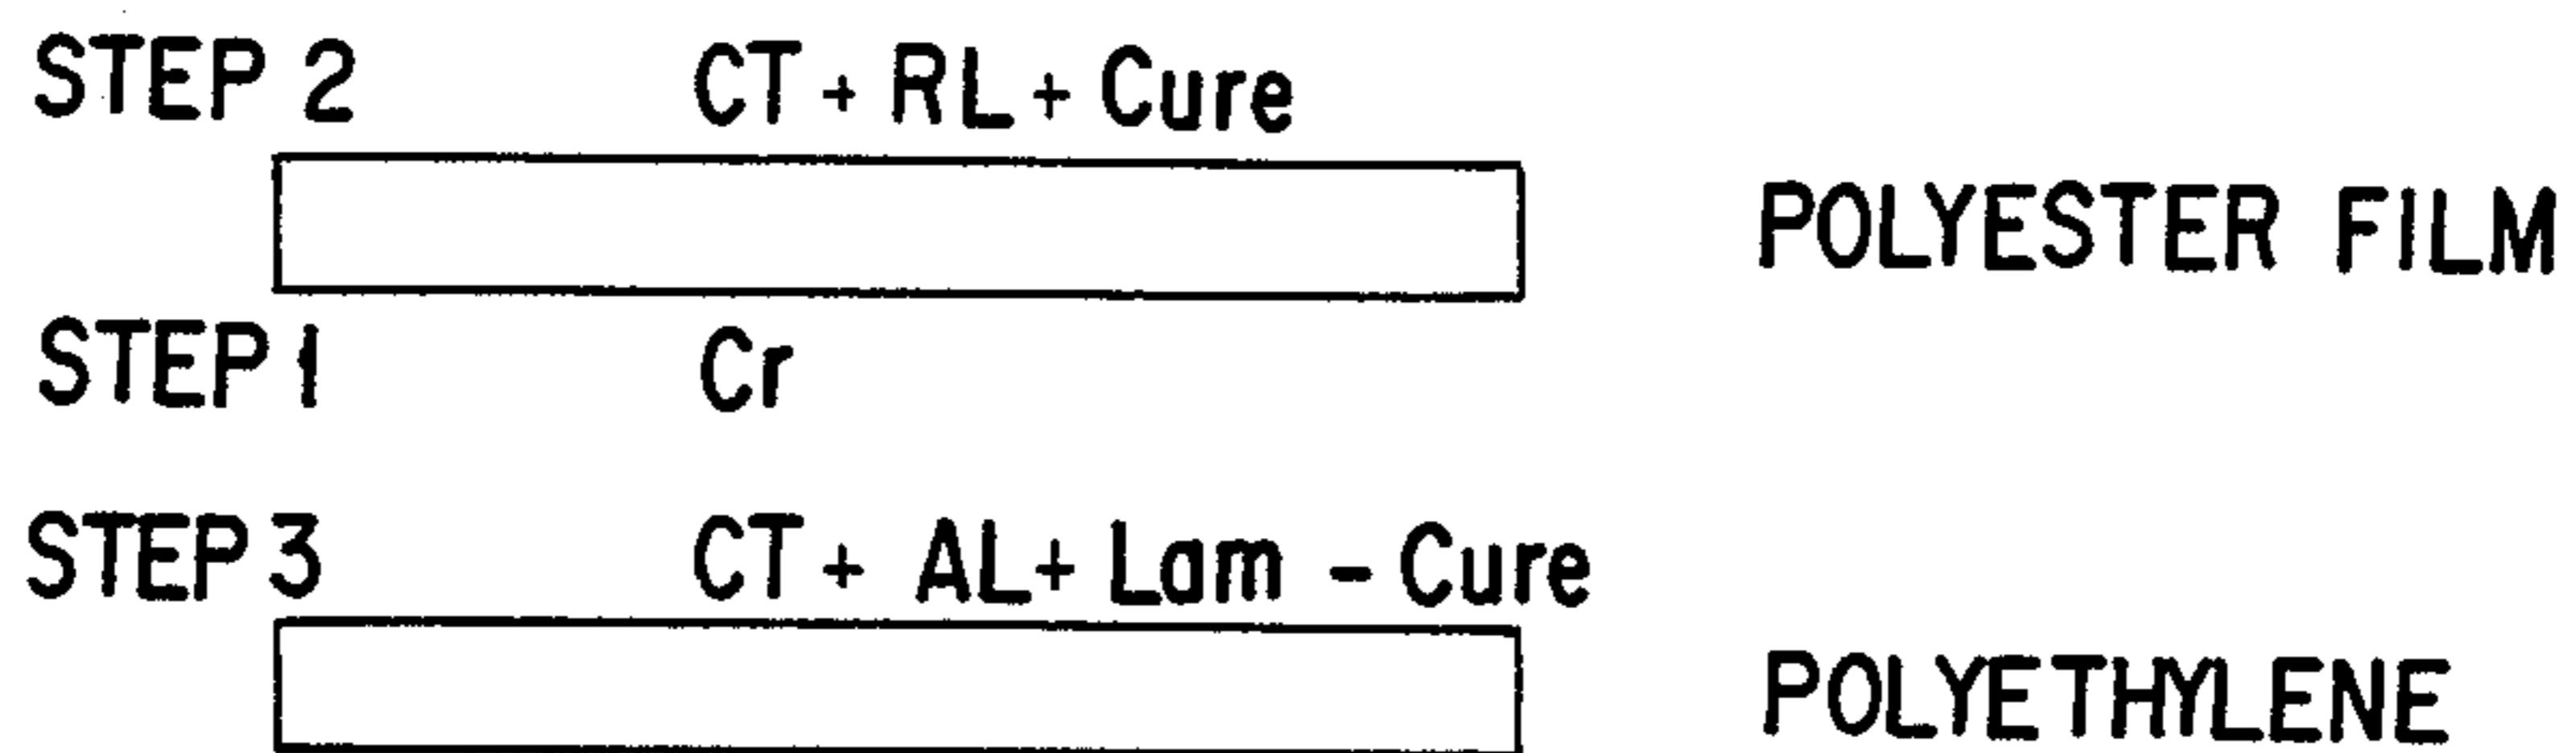 STEP 2 CT + RL + Cure
POLYESTER FILM
STEP 1 Cr
STEP 3 CT + AL + Lam - Cure
POLYETHYLENE